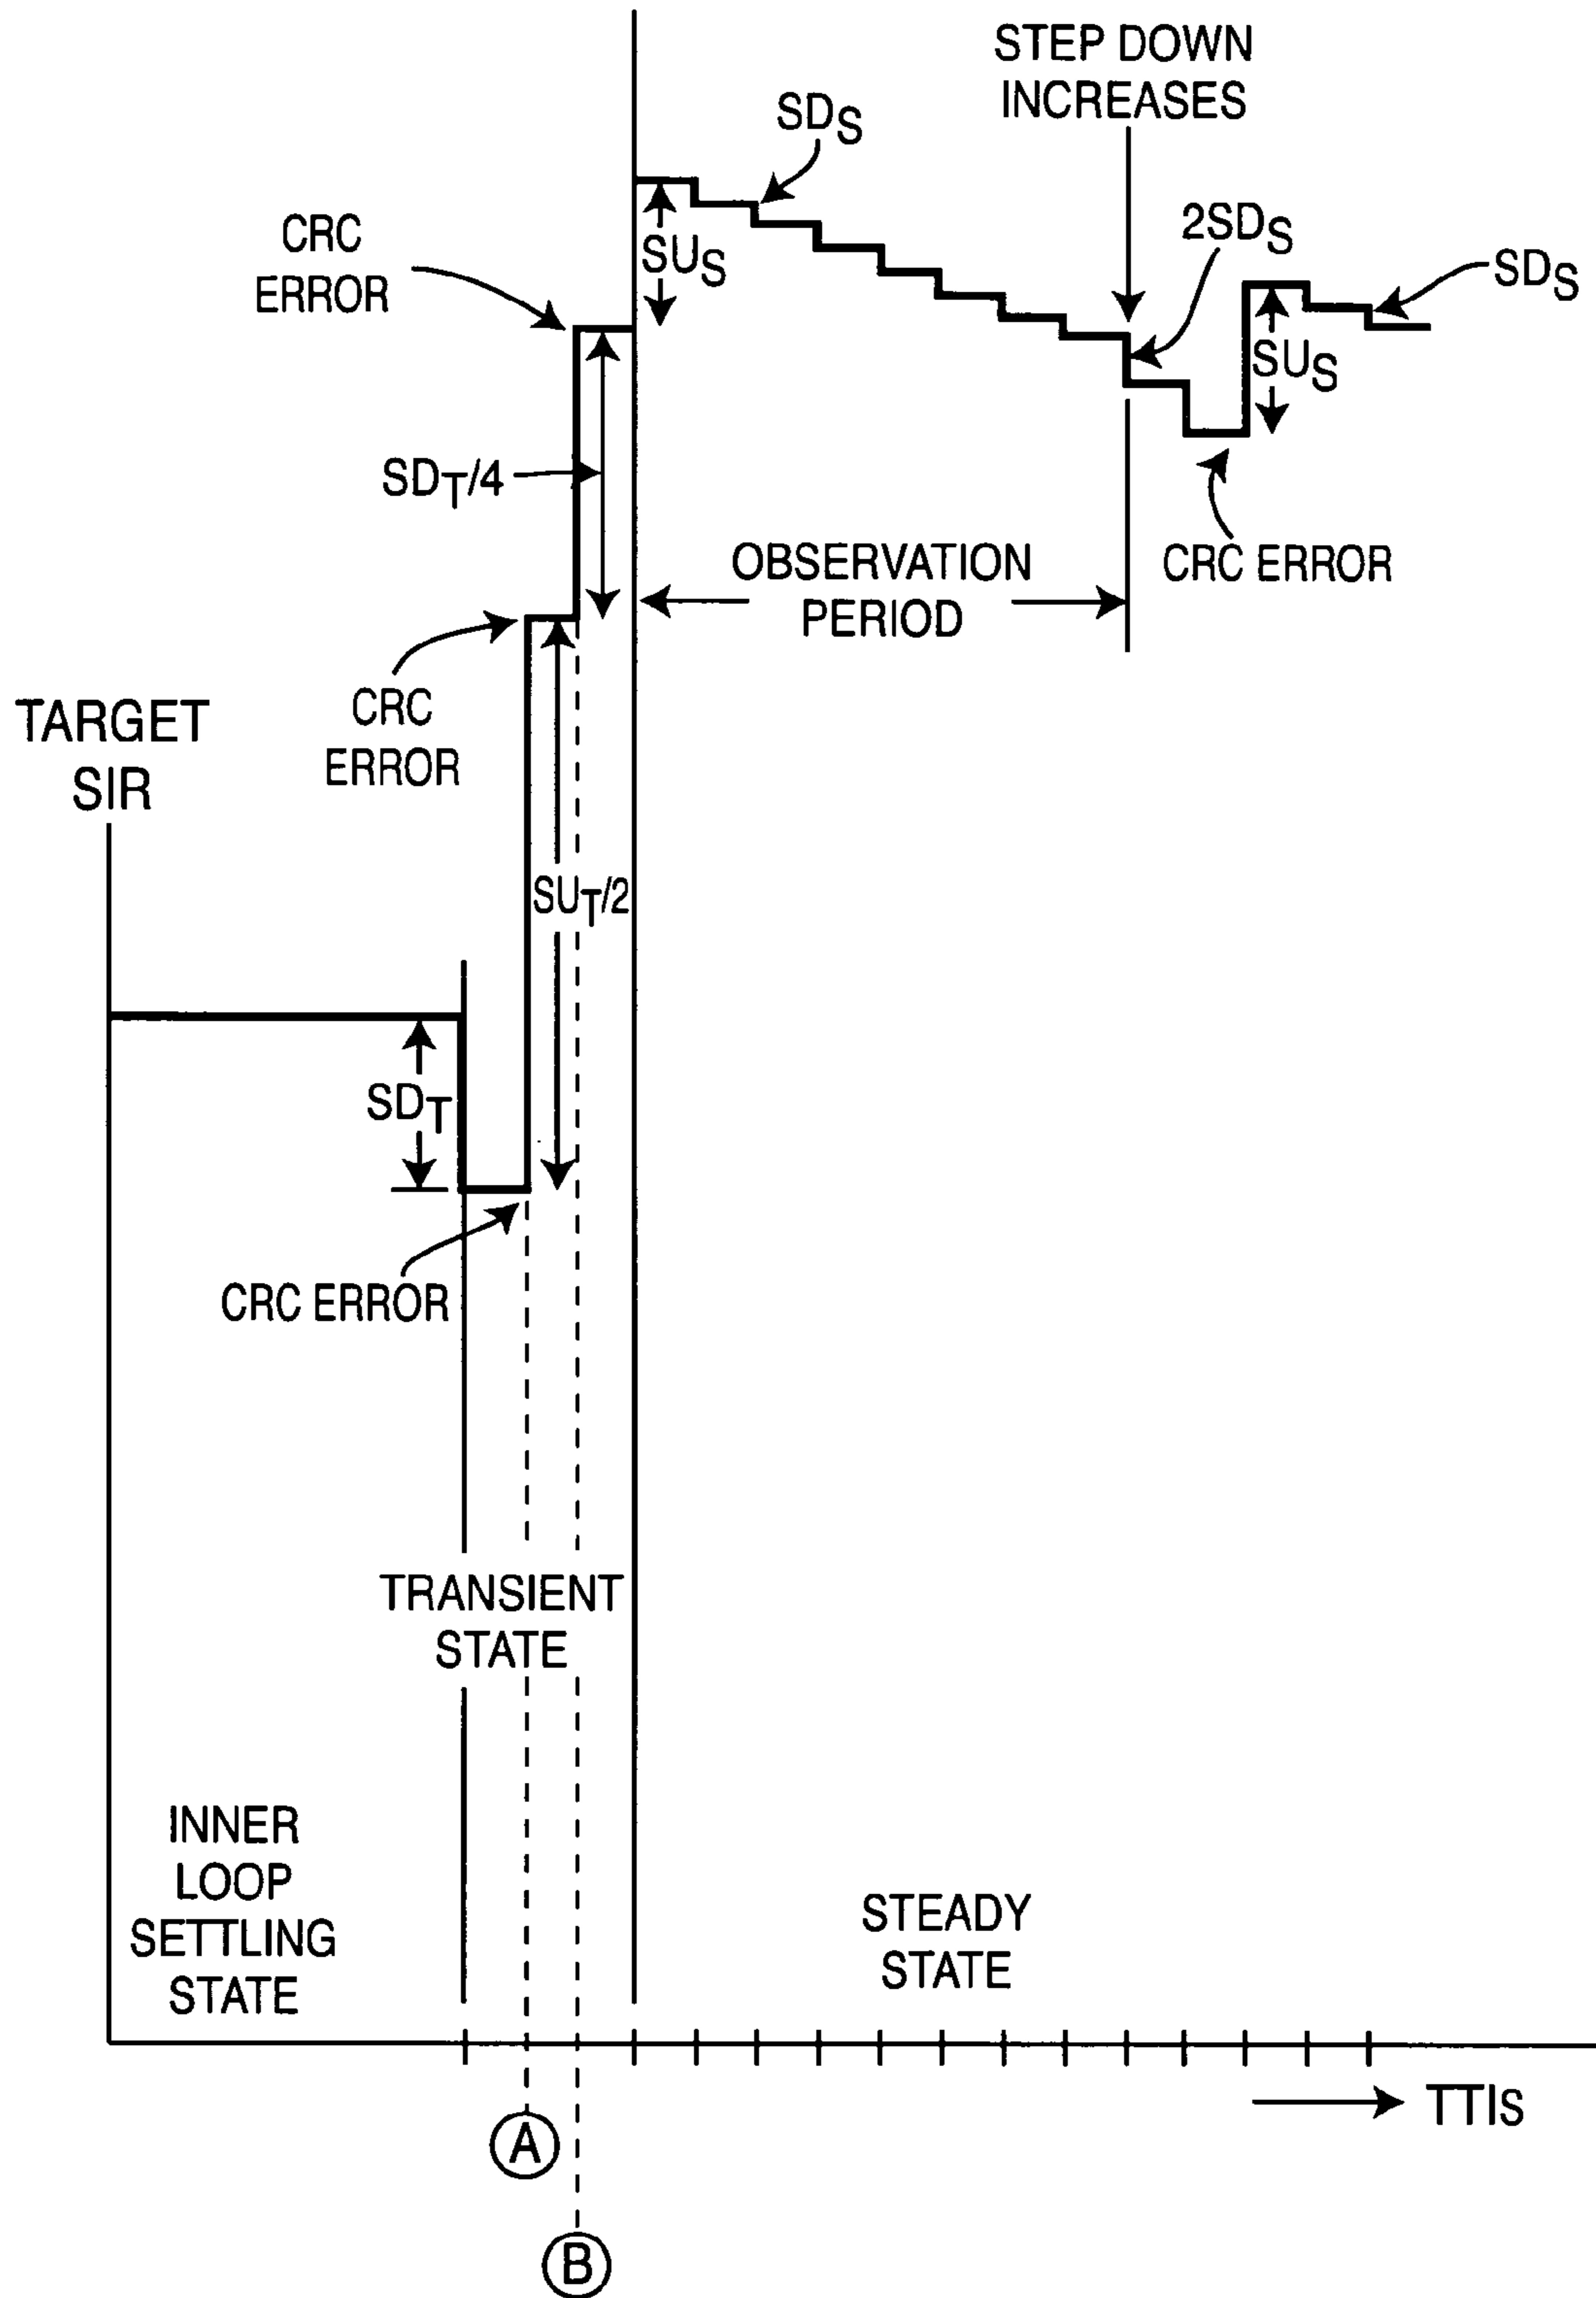 STEP DOWN
INCREASES
SDS
CRC
ERROR
SUS
2SDS
SDS
SUS
SDT/4
OBSERVATION
PERIOD
CRC ERROR
CRC
ERROR
TARGET
SIR
SUT/2
SDT
CRC ERROR
TRANSIENT
STATE
INNER
LOOP
SETTLING
STATE
STEADY
STATE
TTIS
A
B